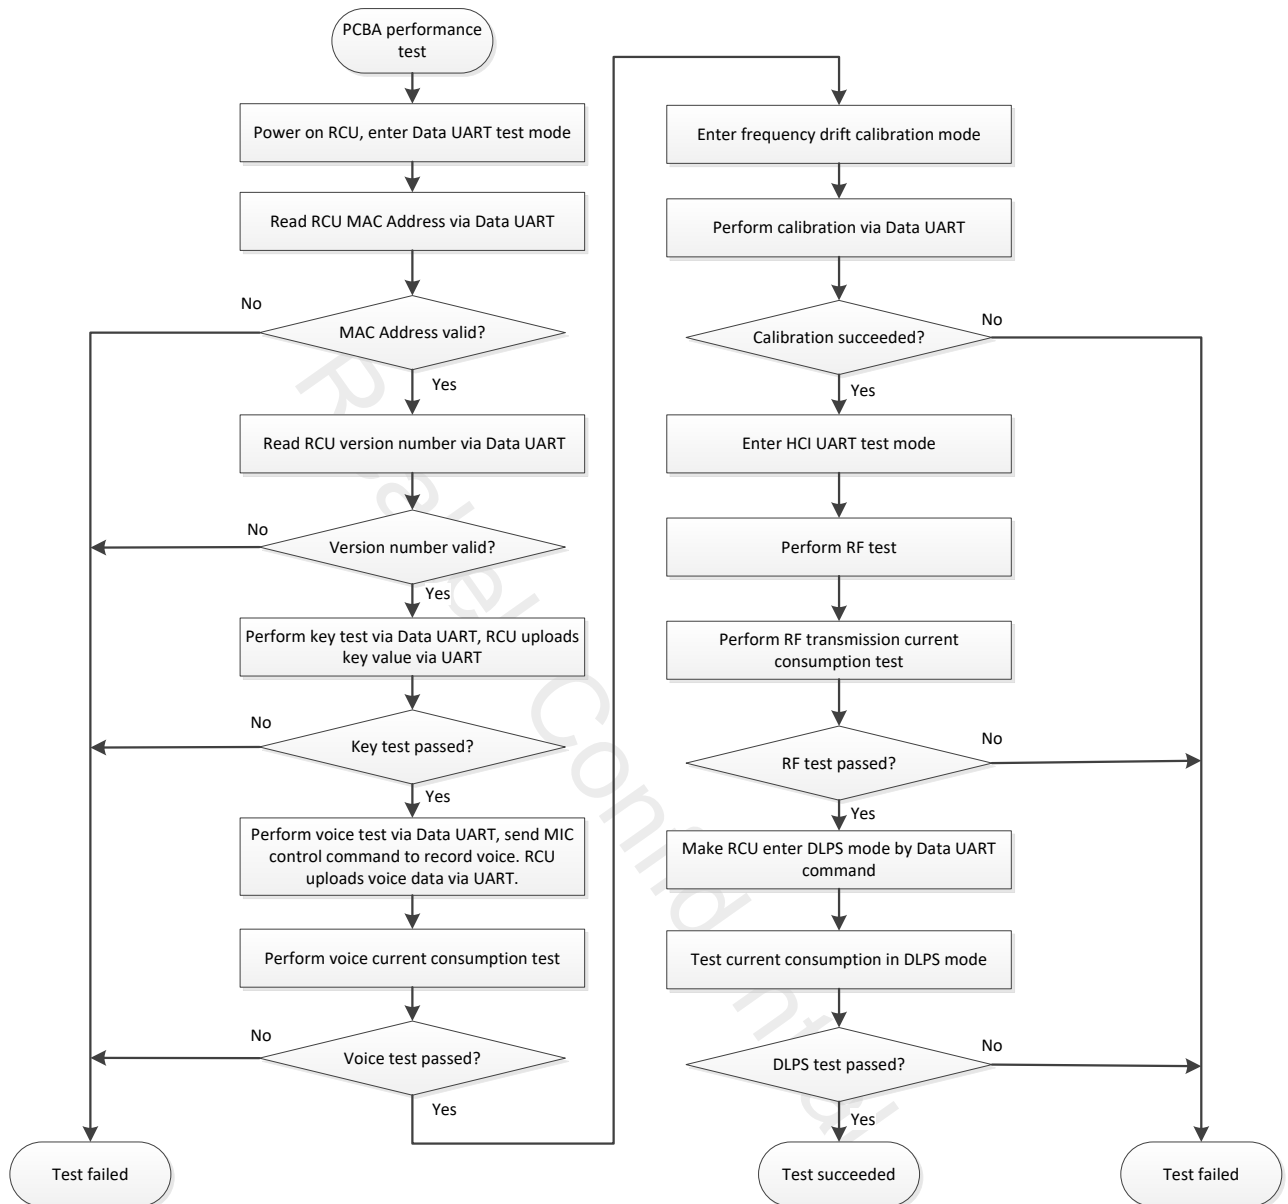 PCBA performance
test
Power on RCU, enter Data UART test mode
Read RCU MAC Address via Data UART
No
MAC Address valid?
Yes
Read RCU version number via Data UART
No
Version number valid?
Yes
Perform key test via Data UART, RCU uploads
key value via UART
No
Key test passed?
Yes
Perform voice test via Data UART, send MIC
control command to record voice. RCU
uploads voice data via UART.
Perform voice current consumption test
No
Voice test passed?
Yes
Test failed
Enter frequency drift calibration mode
Perform calibration via Data UART
No
Calibration succeeded?
Yes
Enter HCI UART test mode
Perform RF test
Perform RF transmission current
consumption test
No
RF test passed?
Yes
Make RCU enter DLPS mode by Data UART
command
Test current consumption in DLPS mode
No
DLPS test passed?
Yes
Test succeeded
Test failed